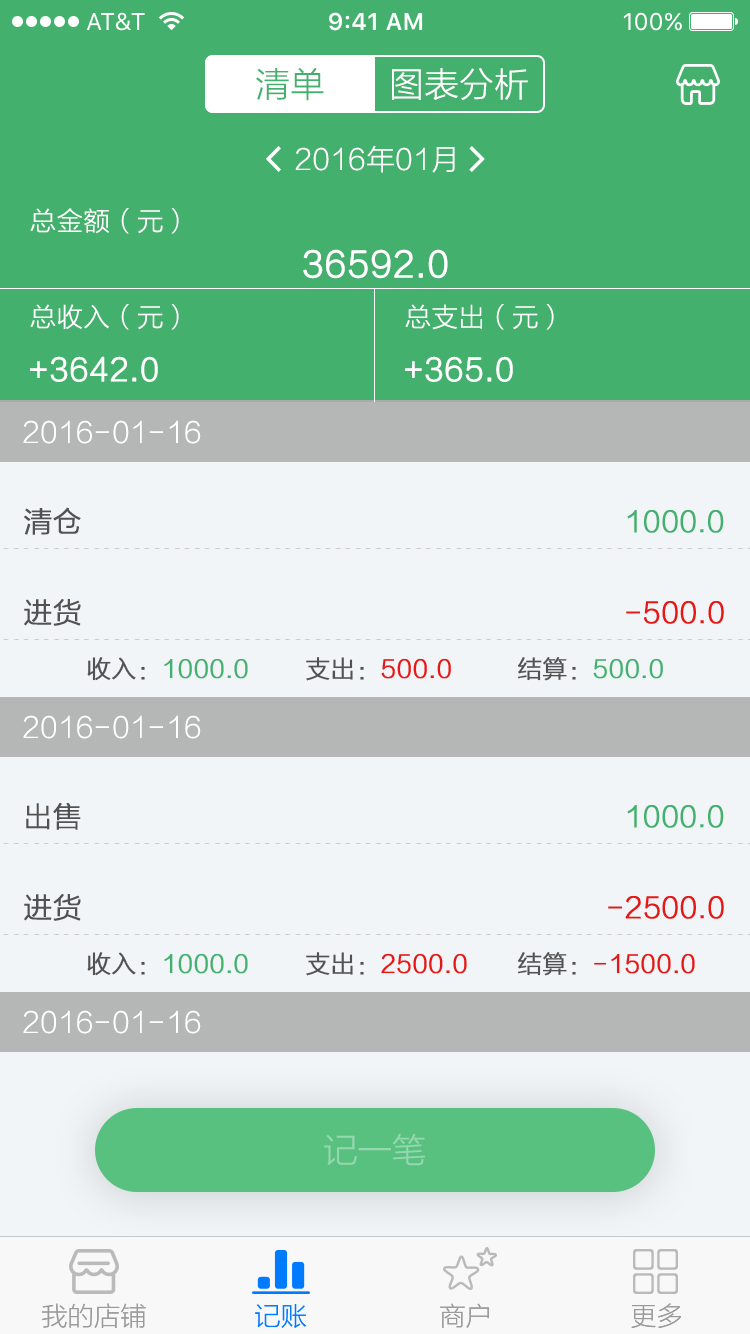 AT&T 9:41 AM 100%
清单 图表分析
2016年01月
总金额（元）
36592.0
总收入（元） 总支出（元）
+3642.0 +365.0
2016-01-16
清仓 1000.0
进货 -500.0
收入：1000.0 支出：500.0 结算：500.0
2016-01-16
出售 1000.0
进货 -2500.0
收入：1000.0 支出：2500.0 结算：-1500.0
2016-01-16
记一笔
我的店铺 记账 商户 更多